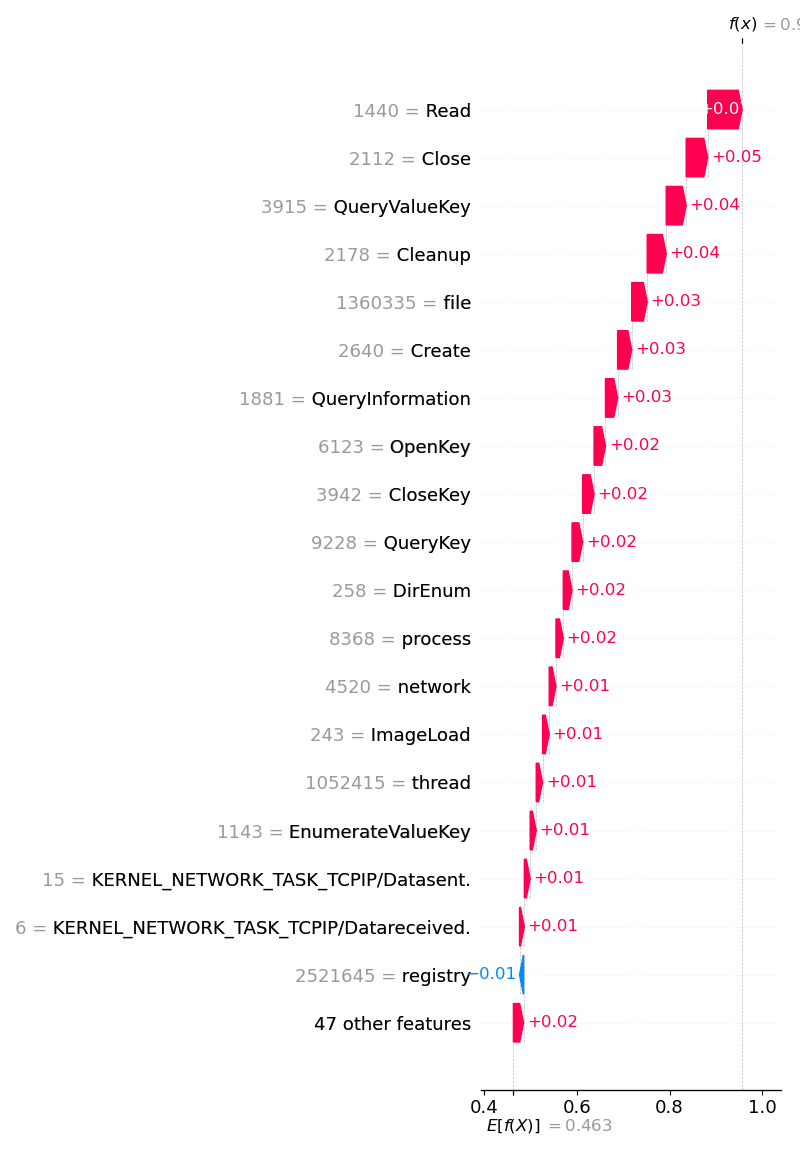 f(x) = 0.9
1440 = Read
+0.0
2112 = Close
+0.05
3915 = QueryValueKey
+0.04
2178 = Cleanup
+0.04
1360335 = file
+0.03
2640 = Create
+0.03
1881 = QueryInformation
+0.03
6123 = OpenKey
+0.02
3942 = CloseKey
+0.02
9228 = QueryKey
+0.02
258 = DirEnum
+0.02
8368 = process
+0.02
4520 = network
+0.01
243 = ImageLoad
+0.01
1052415 = thread
+0.01
1143 = EnumerateValueKey
+0.01
15 = KERNEL_NETWORK_TASK_TCPIP/Datasent.
+0.01
6 = KERNEL_NETWORK_TASK_TCPIP/Datareceived.
+0.01
2521645 = registry
−0.01
47 other features
+0.02
0.4 0.6 0.8 1.0
E[f(X)] = 0.463